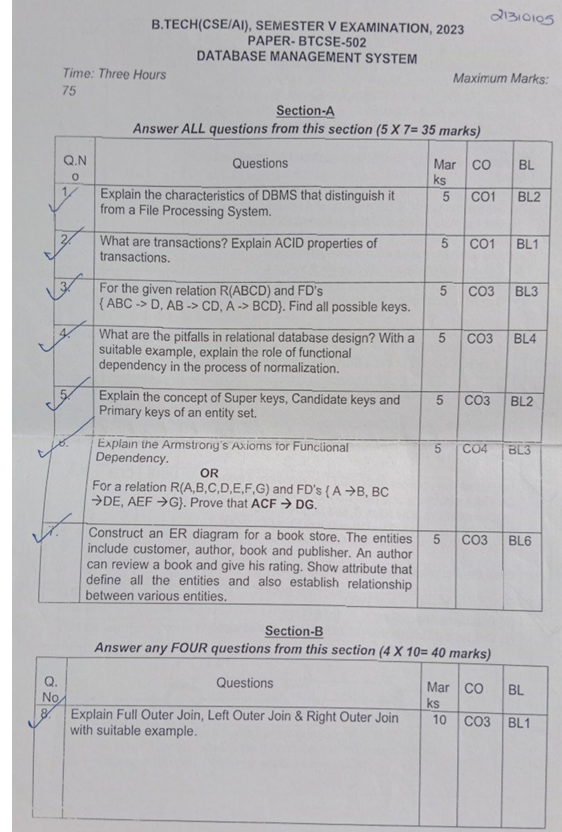 21310105
B.TECH(CSE/AI), SEMESTER V EXAMINATION, 2023
PAPER- BTCSE-502
DATABASE MANAGEMENT SYSTEM
Time: Three Hours Maximum Marks:
75
Section-A
Answer ALL questions from this section (5 X 7= 35 marks)
Q.N Questions Mar CO BL
o ks
1. Explain the characteristics of DBMS that distinguish it 5 CO1 BL2
from a File Processing System.
2. What are transactions? Explain ACID properties of 5 CO1 BL1
transactions.
3. For the given relation R(ABCD) and FD's 5 CO3 BL3
{ ABC -> D, AB -> CD, A -> BCD}. Find all possible keys.
4. What are the pitfalls in relational database design? With a 5 CO3 BL4
suitable example, explain the role of functional
dependency in the process of normalization.
5. Explain the concept of Super keys, Candidate keys and 5 CO3 BL2
Primary keys of an entity set.
6. Explain the Armstrong's Axioms for Functional 5 CO4 BL3
Dependency.
OR
For a relation R(A,B,C,D,E,F,G) and FD's { A →B, BC
→DE, AEF →G}. Prove that ACF → DG.
7. Construct an ER diagram for a book store. The entities 5 CO3 BL6
include customer, author, book and publisher. An author
can review a book and give his rating. Show attribute that
define all the entities and also establish relationship
between various entities.
Section-B
Answer any FOUR questions from this section (4 X 10= 40 marks)
Q. Questions Mar CO BL
No ks
8. Explain Full Outer Join, Left Outer Join & Right Outer Join 10 CO3 BL1
with suitable example.